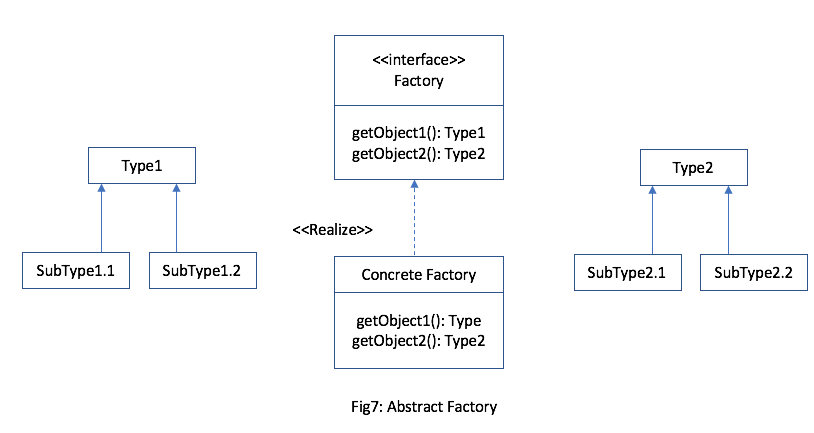 <<interface>>
Factory
getObject1(): Type1
getObject2(): Type2
Type1
Type2
<<Realize>>
SubType1.1
SubType1.2
Concrete Factory
SubType2.1
SubType2.2
getObject1(): Type
getObject2(): Type2
Fig7: Abstract Factory